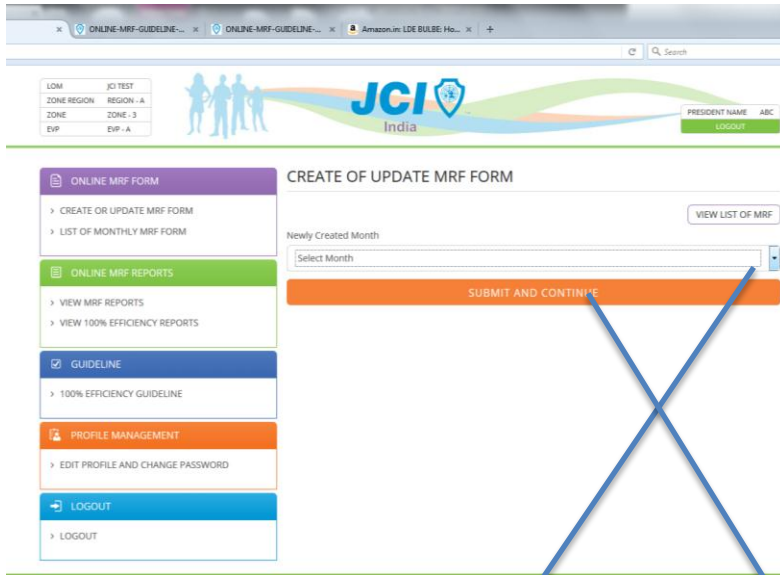 ONLINE-MRF-GUIDELINE-...
ONLINE-MRF-GUIDELINE-...
Amazon.in: LDE BULBE: Ho...
Search
LOM JCI TEST
ZONE REGION REGION - A
ZONE ZONE - 3
EVP EVP - A
JCI
India
PRESIDENT NAME ABC
LOGOUT
ONLINE MRF FORM
> CREATE OR UPDATE MRF FORM
> LIST OF MONTHLY MRF FORM
ONLINE MRF REPORTS
> VIEW MRF REPORTS
> VIEW 100% EFFICIENCY REPORTS
GUIDELINE
> 100% EFFICIENCY GUIDELINE
PROFILE MANAGEMENT
> EDIT PROFILE AND CHANGE PASSWORD
LOGOUT
> LOGOUT
CREATE OF UPDATE MRF FORM
VIEW LIST OF MRF
Newly Created Month
Select Month
SUBMIT AND CONTINUE